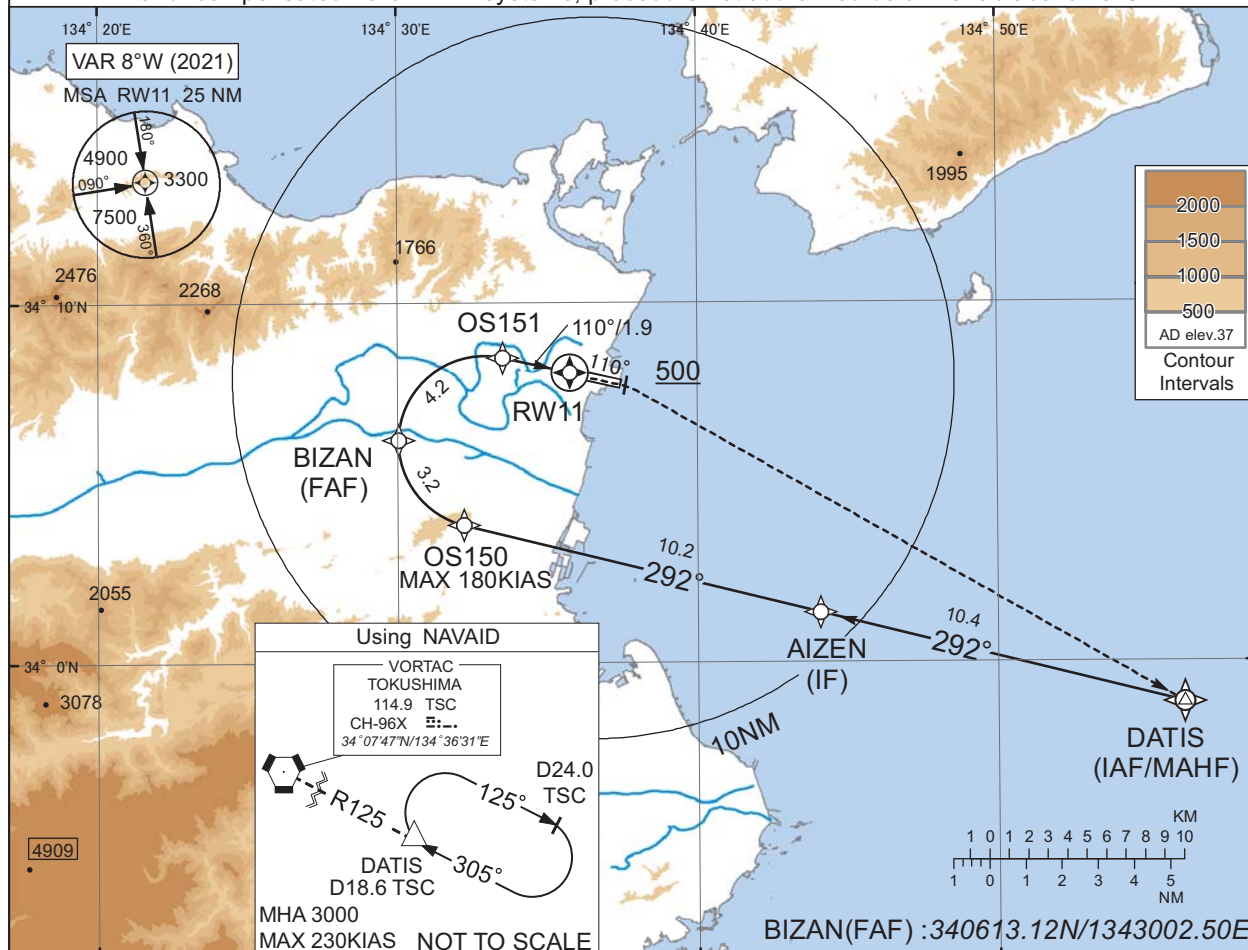 134° 20'E
134° 30'E
134° 40'E
134° 50'E
VAR 8°W (2021)
MSA RW11 25 NM
180°
4900
3300
090°
7500
360°
1995
2000
1500
1000
500
AD elev.37
Contour
Intervals
1766
2476
2268
34° 10'N
OS151
110°/1.9
110°
500
RW11
4.2
BIZAN
(FAF)
3.2
OS150
MAX 180KIAS
10.2
292°
AIZEN
(IF)
10.4
292°
DATIS
(IAF/MAHF)
10NM
2055
34° 0'N
3078
4909
Using NAVAID
VORTAC
TOKUSHIMA
114.9 TSC
CH-96X
34°07'47"N/134°36'31"E
R125
125°
D24.0
TSC
305°
DATIS
D18.6 TSC
MHA 3000
MAX 230KIAS NOT TO SCALE
KM
1 0 1 2 3 4 5 6 7 8 9 10
1 0 1 2 3 4 5
NM
BIZAN(FAF) :340613.12N/1343002.50E